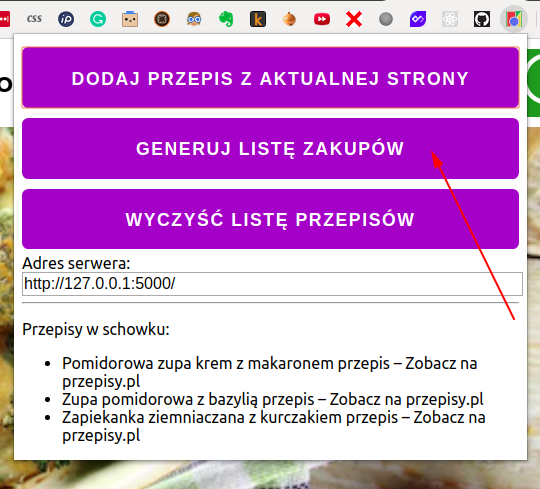 css
iP
G
k
DODAJ PRZEPIS Z AKTUALNEJ STRONY
GENERUJ LISTĘ ZAKUPÓW
WYCZYŚĆ LISTĘ PRZEPISÓW
Adres serwera:
http://127.0.0.1:5000/
Przepisy w schowku:
• Pomidorowa zupa krem z makaronem przepis – Zobacz na
przepisy.pl
• Zupa pomidorowa z bazylią przepis – Zobacz na przepisy.pl
• Zapiekanka ziemniaczana z kurczakiem przepis – Zobacz na
przepisy.pl